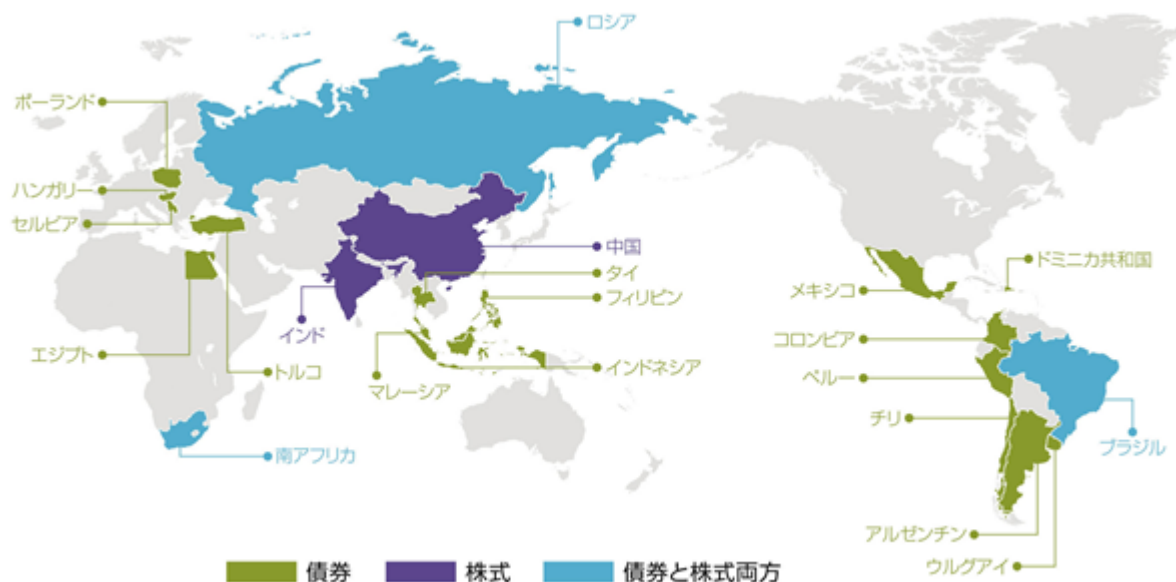 ロシア
ポーランド
ハンガリー
セルビア
中国
タイ
フィリピン
インド
エジプト
トルコ
マレーシア
インドネシア
南アフリカ
ドミニカ共和国
メキシコ
コロンビア
ペルー
チリ
ブラジル
アルゼンチン
ウルグアイ
債券 株式 債券と株式両方